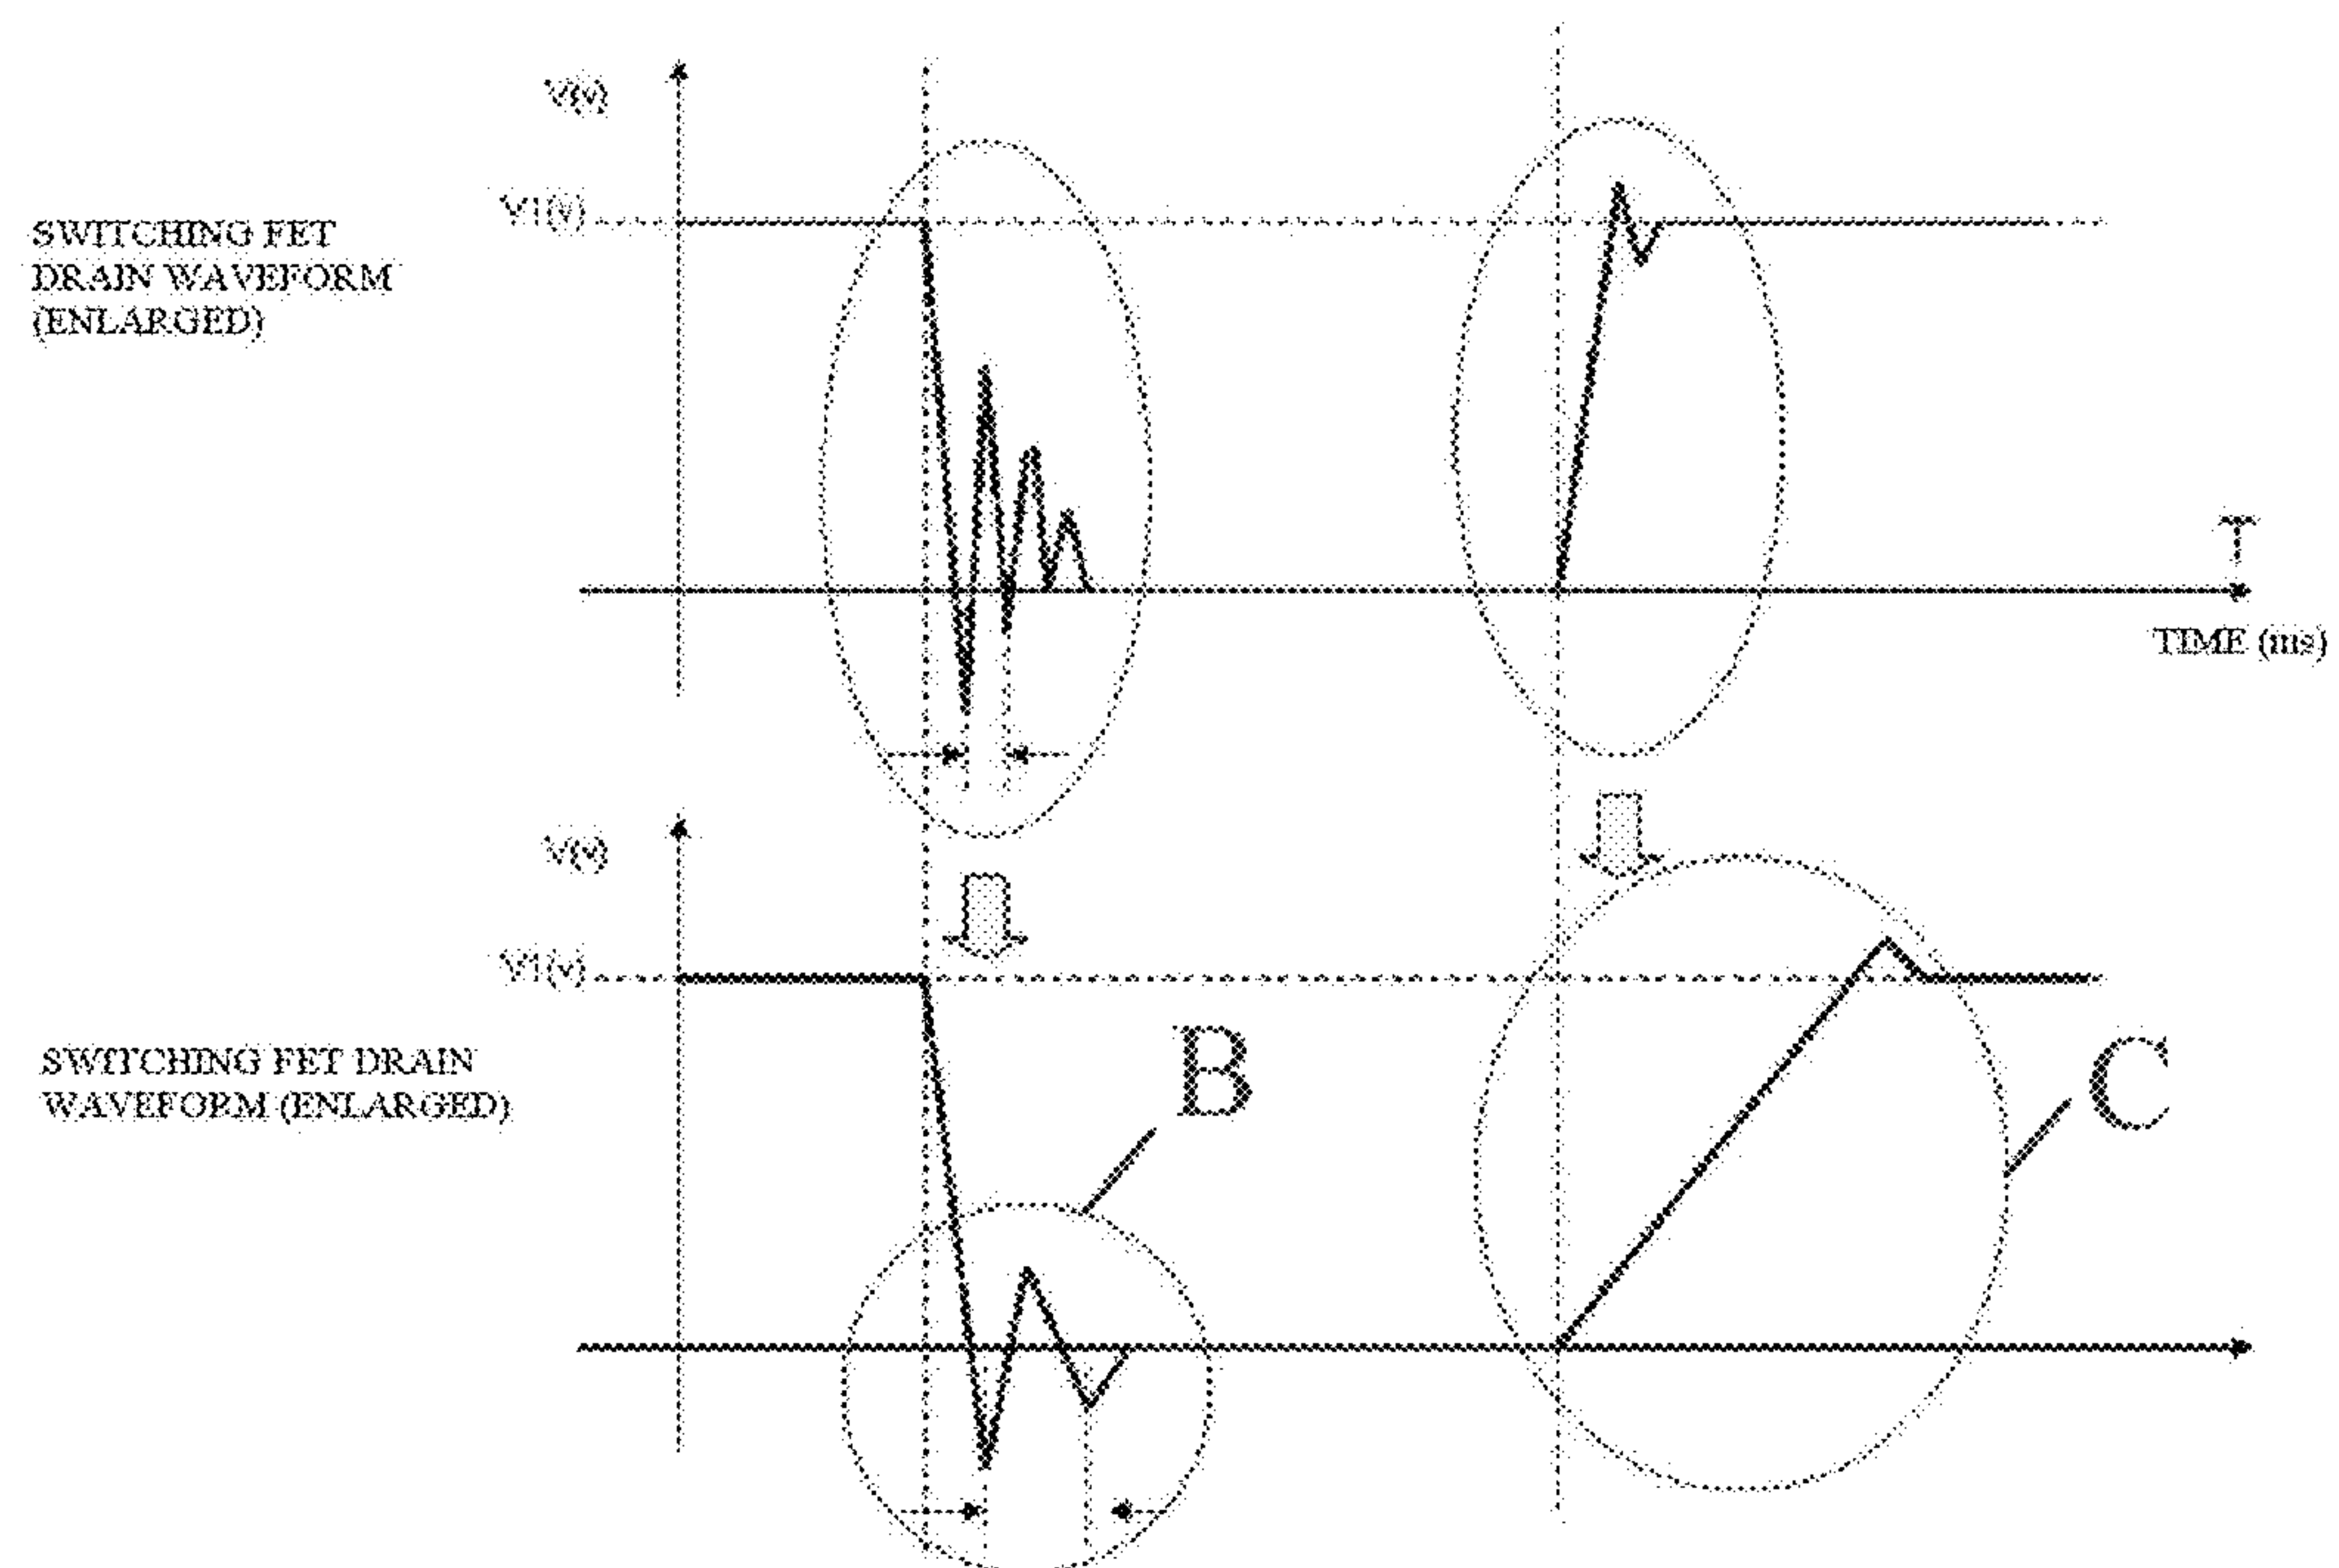 V(v)
V1(v)
SWITCHING FET
DRAIN WAVEFORM
(ENLARGED)
T
TIME (ms)
V(v)
V1(v)
B
C
SWITCHING FET DRAIN
WAVEFORM (ENLARGED)